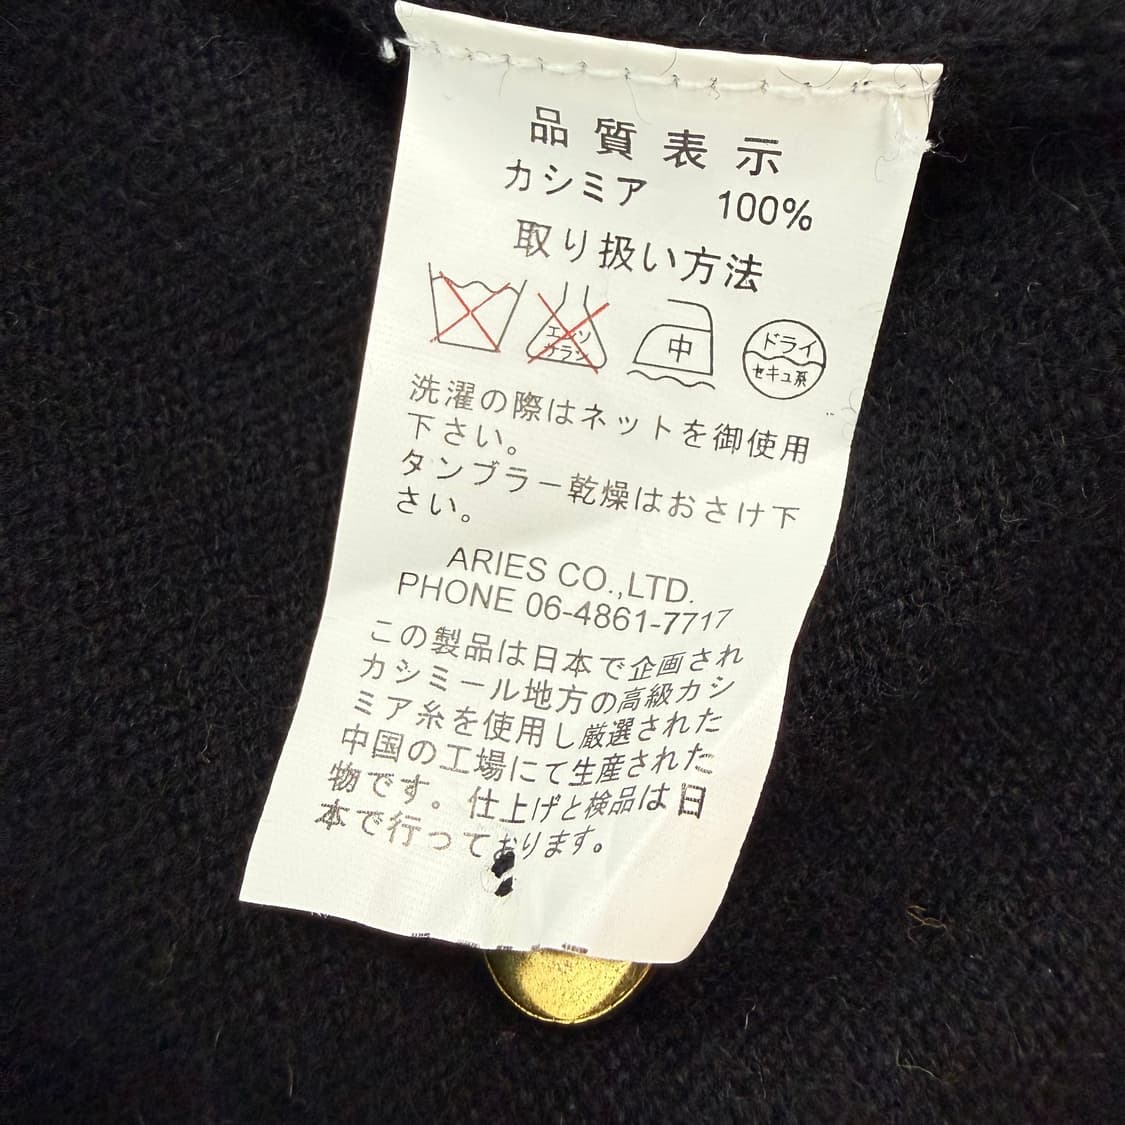 品質表示
カシミア 100%
取り扱い方法
エンソ
サラシ
中
ドライ
セキュ系
洗濯の際はネットを御使用
下さい。
タンブラー乾燥はおさけ下
さい。
ARIES CO.,LTD.
PHONE 06-4861-7717
この製品は日本で企画され
カシミール地方の高級カシ
ミア糸を使用し厳選された
中国の工場にて生産された
物です。仕上げと検品は日
本で行っております。